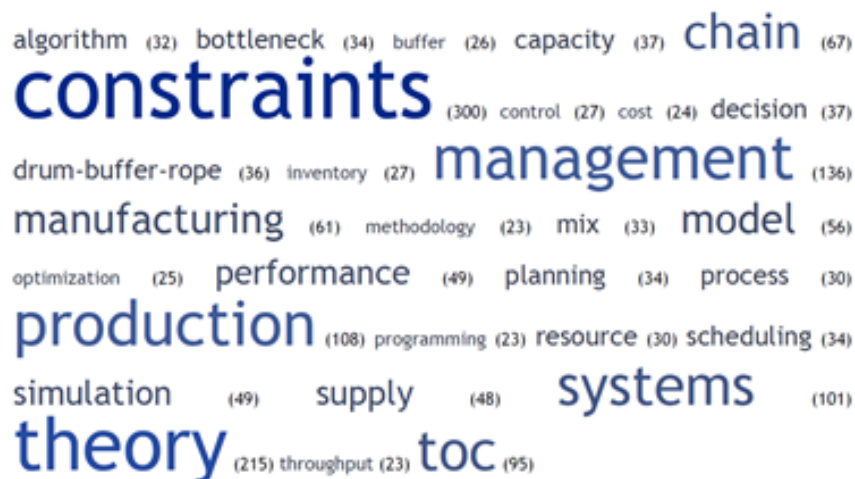 algorithm (32) bottleneck (34) buffer (26) capacity (37) chain (67)
constraints (300) control (27) cost (24) decision (37)
drum-buffer-rope (36) inventory (27) management (136)
manufacturing (61) methodology (23) mix (33) model (56)
optimization (25) performance (49) planning (34) process (30)
production (108) programming (23) resource (30) scheduling (34)
simulation (49) supply (48) systems (101)
theory (215) throughput (23) toc (95)